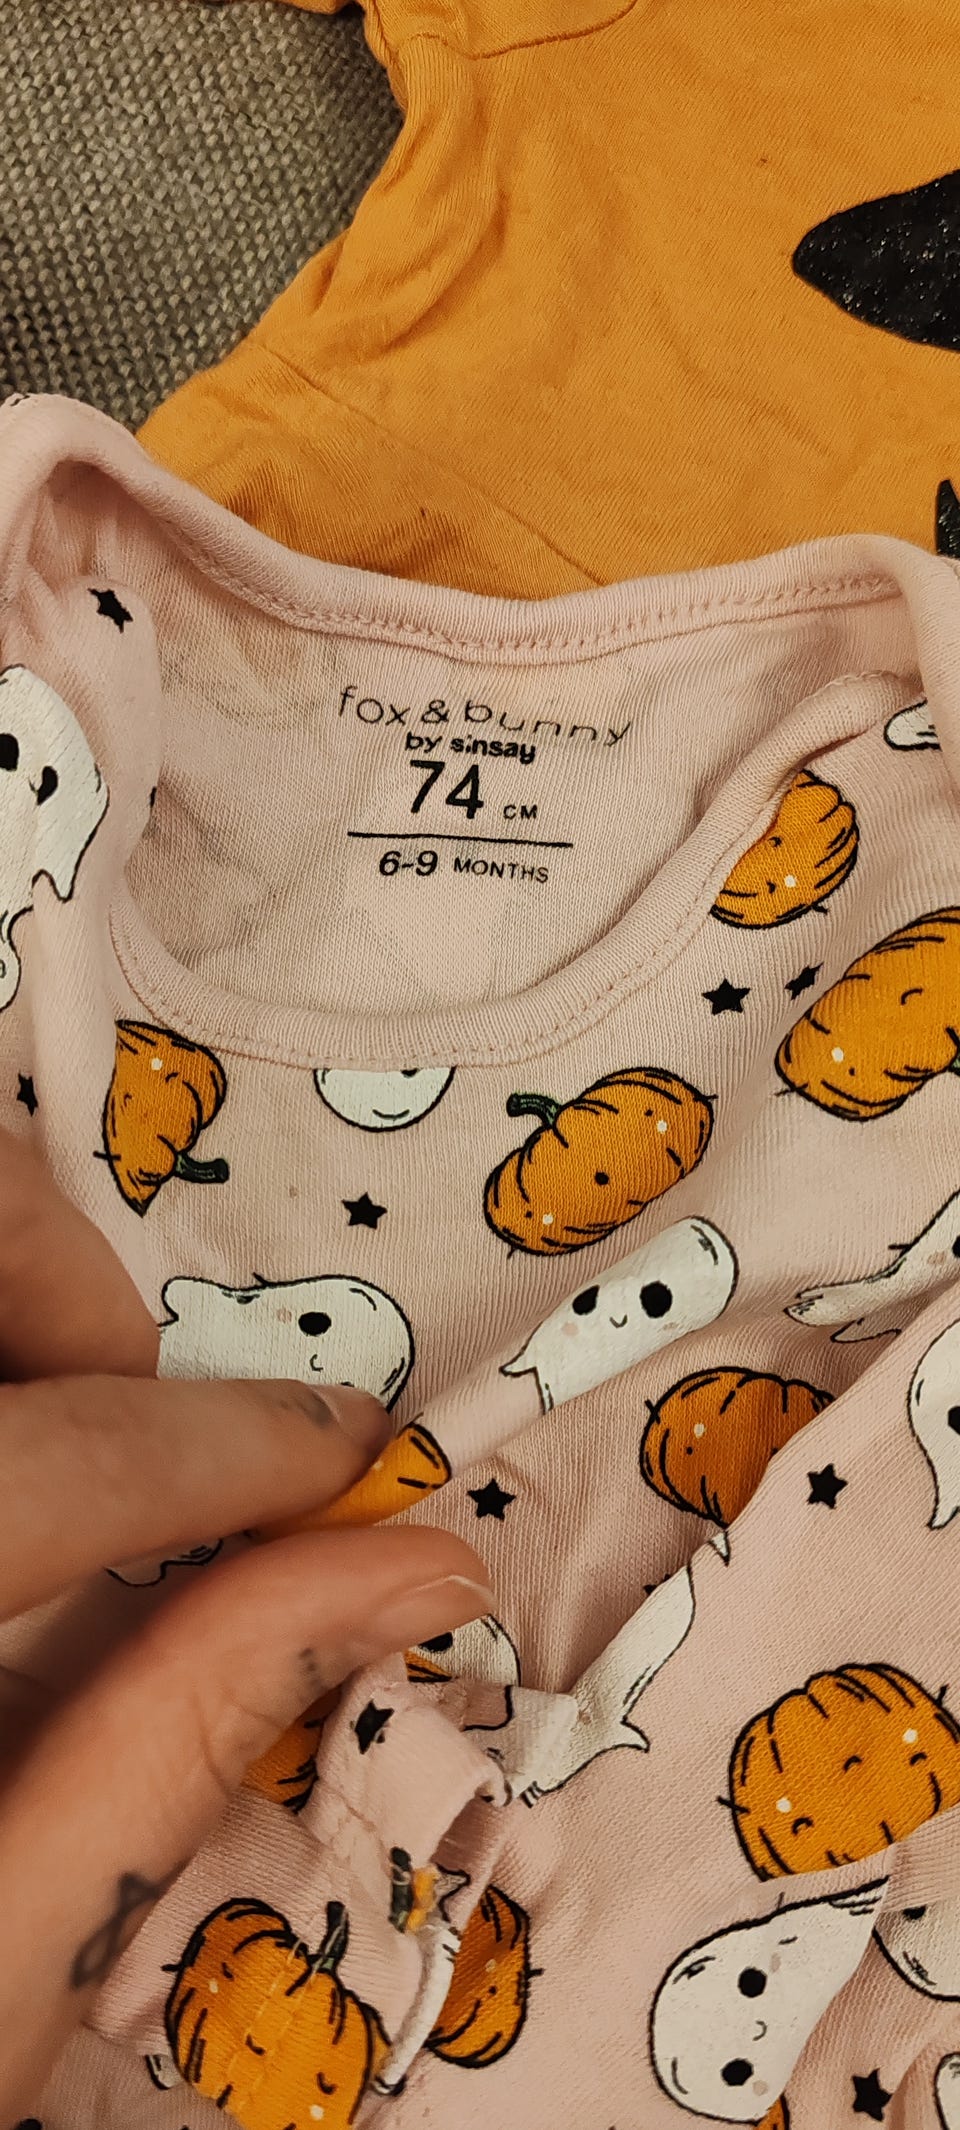 fox & bunny
by sinsay
74 CM
6-9 MONTHS